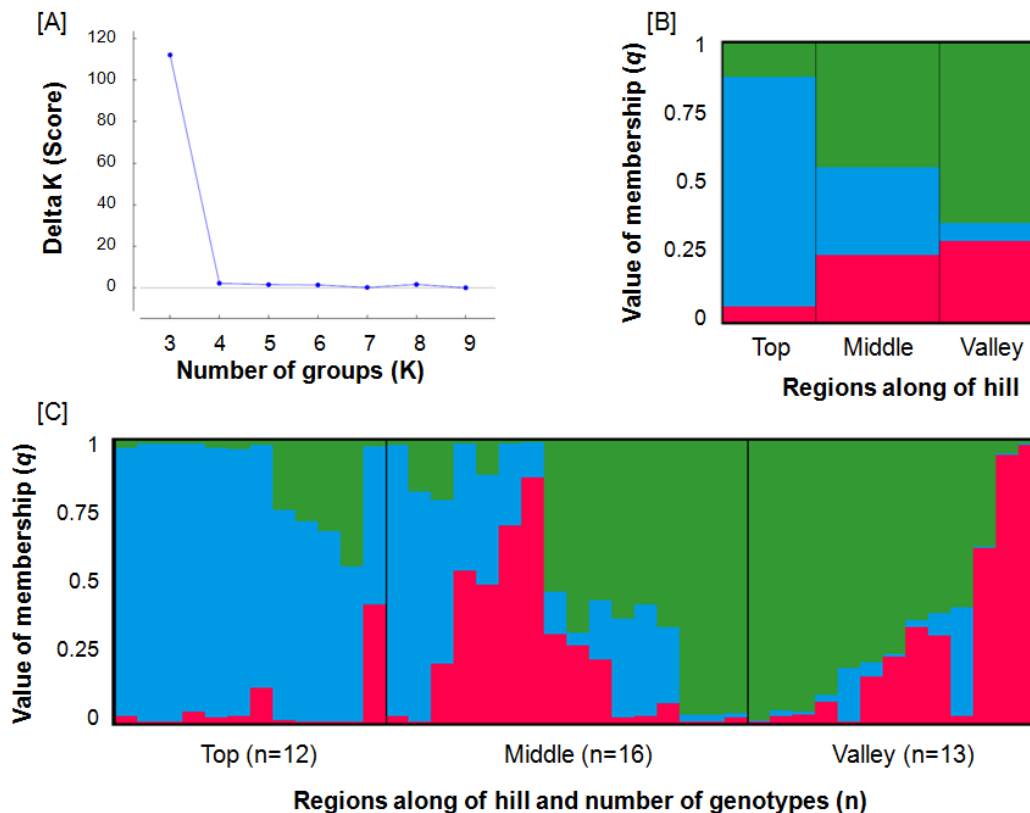 [A]
120
100
80
60
40
20
0
Delta K (Score)
3 4 5 6 7 8 9
Number of groups (K)
[B]
1
0.75
0.5
0.25
0
Value of membership (q)
Top Middle Valley
Regions along of hill
[C]
1
0.75
0.5
0.25
0
Value of membership (q)
Top (n=12) Middle (n=16) Valley (n=13)
Regions along of hill and number of genotypes (n)